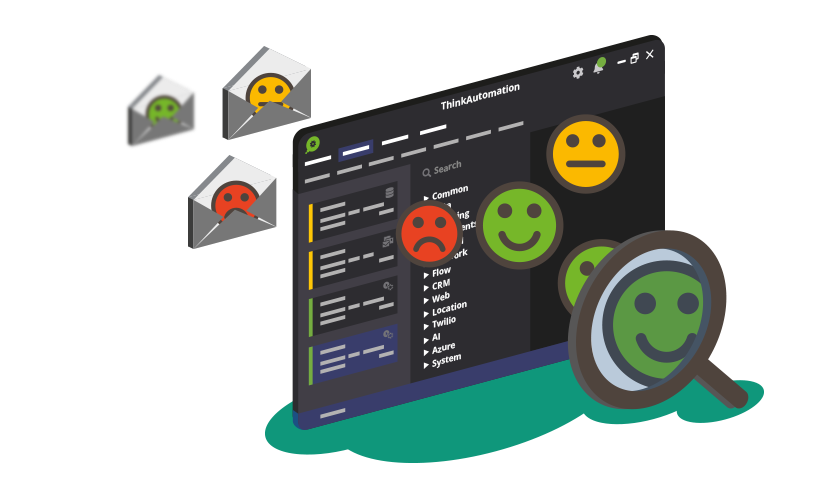 ThinkAutomation
Search
Common
Flow
CRM
Web
Location
Twilio
AI
Azure
System